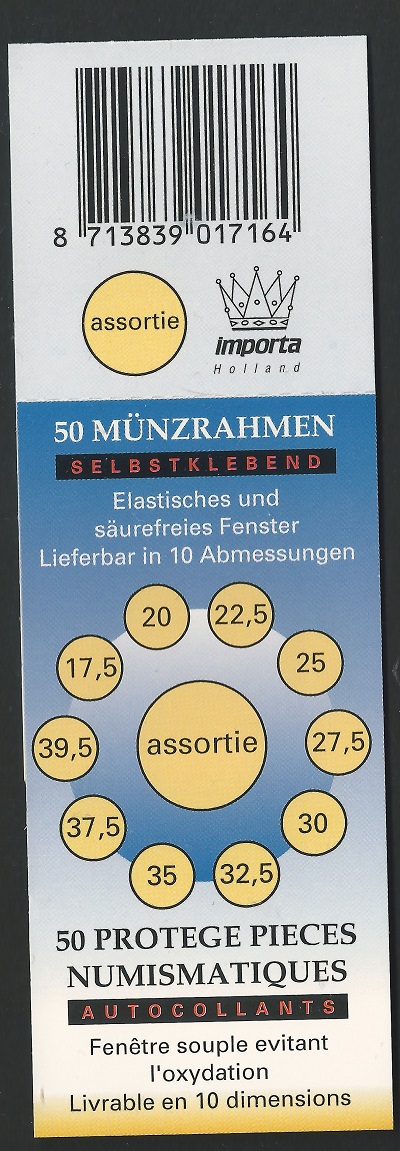 8 713839 017164
assortie
importa
Holland
50 MÜNZRAHMEN
SELBSTKLEBEND
Elastisches und
säurefreies Fenster
Lieferbar in 10 Abmessungen
20
22,5
17,5
25
assortie
39,5
27,5
37,5
30
35
32,5
50 PROTEGE PIECES
NUMISMATIQUES
AUTOCOLLANTS
Fenêtre souple evitant
l'oxydation
Livrable en 10 dimensions